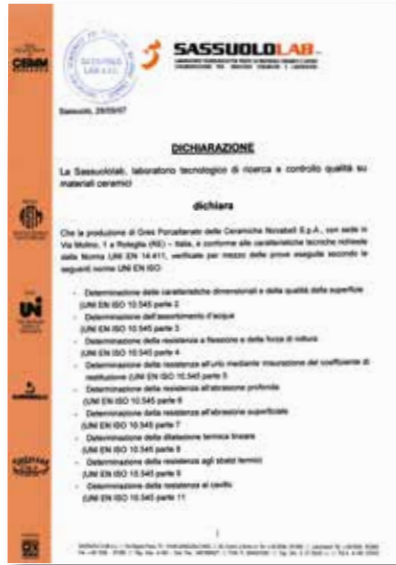 CERIMM
SASSUOLO
LAB s.r.l.
SASSUOLOLAB
Sassuolo, 28/09/07
DICHIARAZIONE
La Sassuololab, laboratorio tecnologico di ricerca e controllo qualità su
materiali ceramici
dichiara
Che la produzione di Gres Porcellanato delle Ceramiche Novabell S.p.A., con sede in
Via Molino, 1 a Roteglia (RE) – Italia, è conforme alle caratteristiche tecniche richieste
dalla Norma UNI EN 14.411, verificate per mezzo delle prove eseguite secondo le
seguenti norme UNI EN ISO:
- Determinazione delle caratteristiche dimensionali e della qualità della superficie
(UNI EN ISO 10.545 parte 2
- Determinazione dell'assorbimento d'acqua
(UNI EN ISO 10.545 parte 3
- Determinazione della resistenza a flessione e della forza di rottura
(UNI EN ISO 10.545 parte 4
- Determinazione della resistenza all'urto mediante misurazione del coefficiente di
restituzione (UNI EN ISO 10.545 parte 5
- Determinazione della resistenza all'abrasione profonda
(UNI EN ISO 10.545 parte 6
- Determinazione della resistenza all'abrasione superficiale
(UNI EN ISO 10.545 parte 7
- Determinazione della dilatazione termica lineare
(UNI EN ISO 10.545 parte 8
- Determinazione della resistenza agli sbalzi termici
(UNI EN ISO 10.545 parte 9
- Determinazione della resistenza al cavillo
(UNI EN ISO 10.545 parte 11
UNI